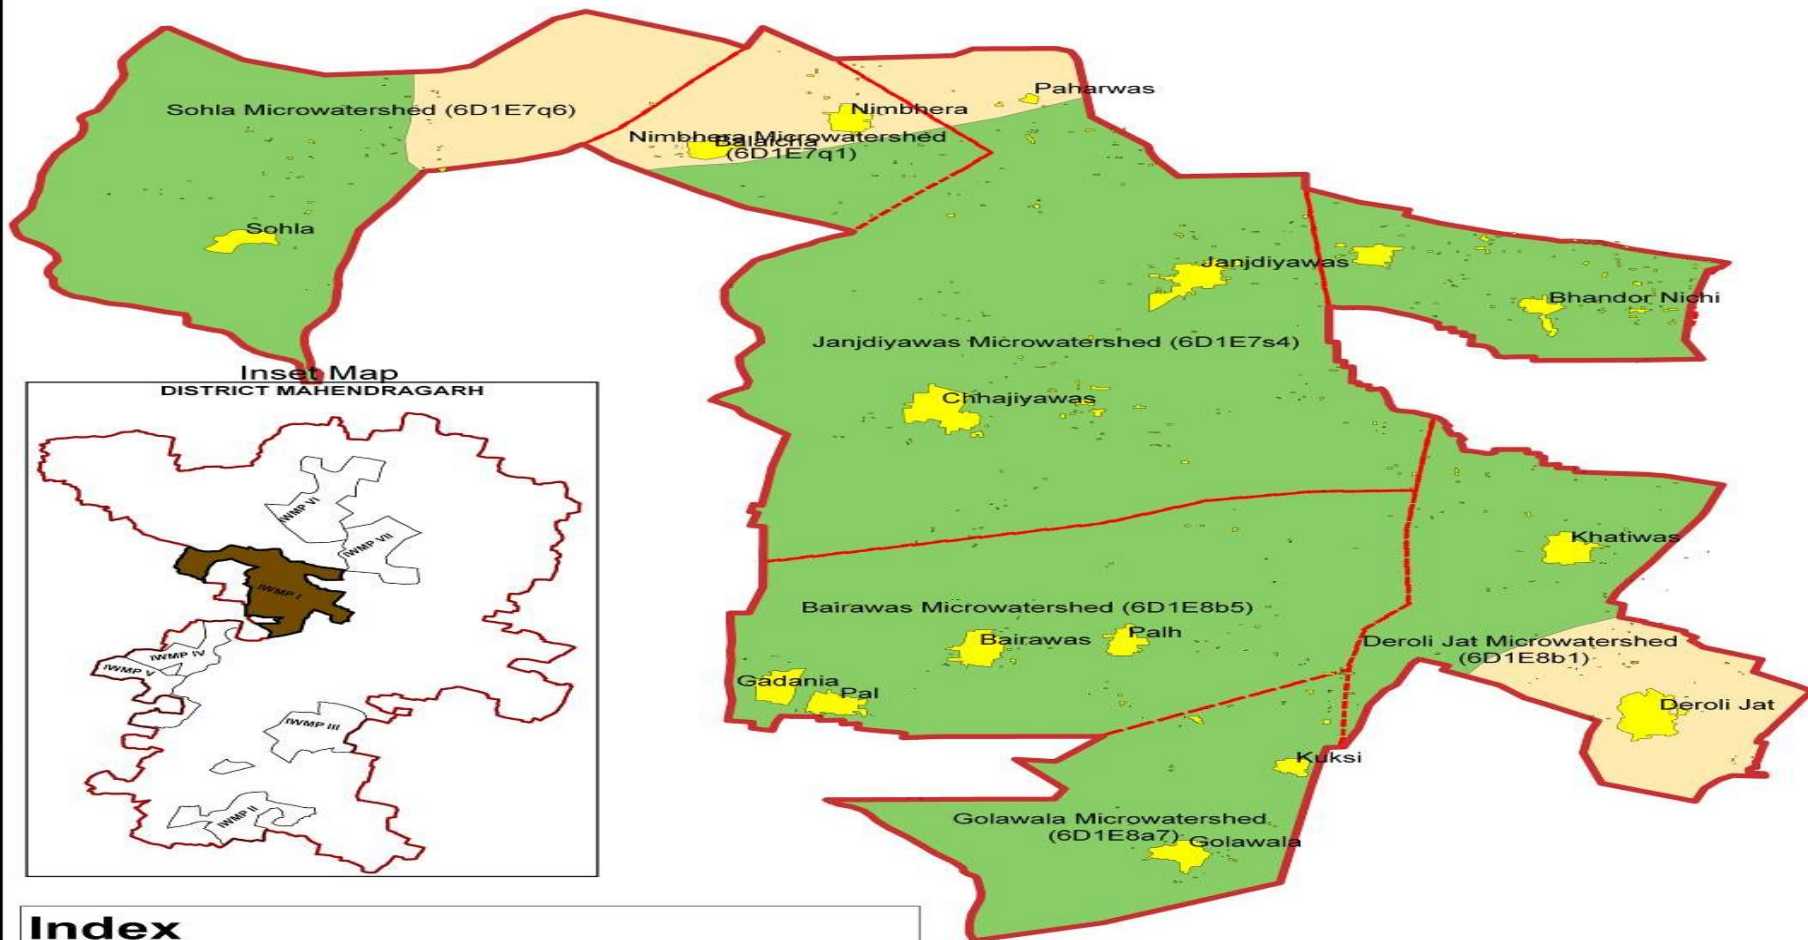 Paharwas
Sohla Microwatershed (6D1E7q6)
Nimbhera
Nimbhera Microwatershed
(6D1E7q1)
Balaicha
Sohla
Janjdiyawas
Bhandor Nichi
Janjdiyawas Microwatershed (6D1E7s4)
Inset Map
DISTRICT MAHENDRAGARH
Chhajiyawas
IWMP VI
IWMP VII
IWMP I
IWMP IV
IWMP V
IWMP III
IWMP II
Khatiwas
Bairawas Microwatershed (6D1E8b5)
Bairawas
Palh
Deroli Jat Microwatershed
(6D1E8b1)
Gadania
Pal
Deroli Jat
Kuksi
Golawala Microwatershed
(6D1E8a7)
Golawala
Index